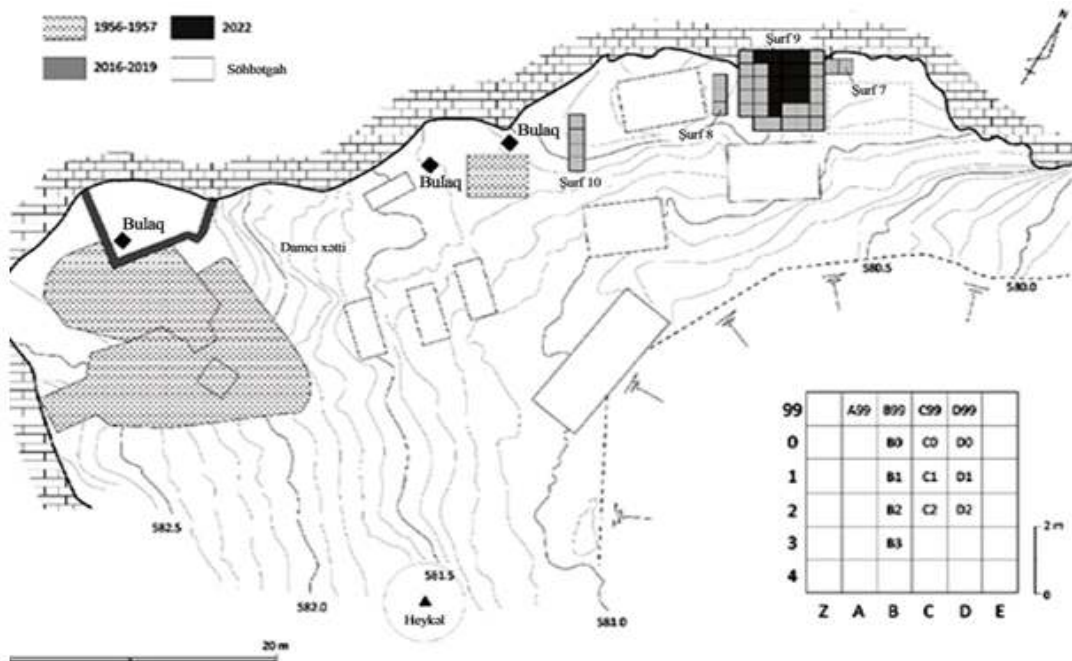 1956-1957
2022
2016-2019
Söhbətgah
N
Şurf 9
Şurf 7
Şurf 8
Bulaq
Şurf 10
Bulaq
Bulaq
Damcı xətti
580.5
580.0
582.5
582.0
581.5
581.0
Heykəl
20 m
99 A99 B99 C99 D99
0 B0 C0 D0
1 B1 C1 D1
2 B2 C2 D2
3 B3
4
Z A B C D E
2 m
0